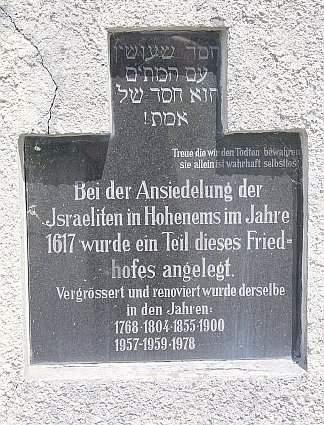 חסד שעושין
עם המתים
הוא חסד של
אמת!
Treue die wir den Todten bewahren
sie allein ist wahrhaft selbstlos!
Bei der Ansiedelung der
Jsraeliten in Hohenems im Jahre
1617 wurde ein Teil dieses Fried-
hofes angelegt.
Vergrössert und renoviert wurde derselbe
in den Jahren:
1768·1804·1855·1900
1957-1959·1978